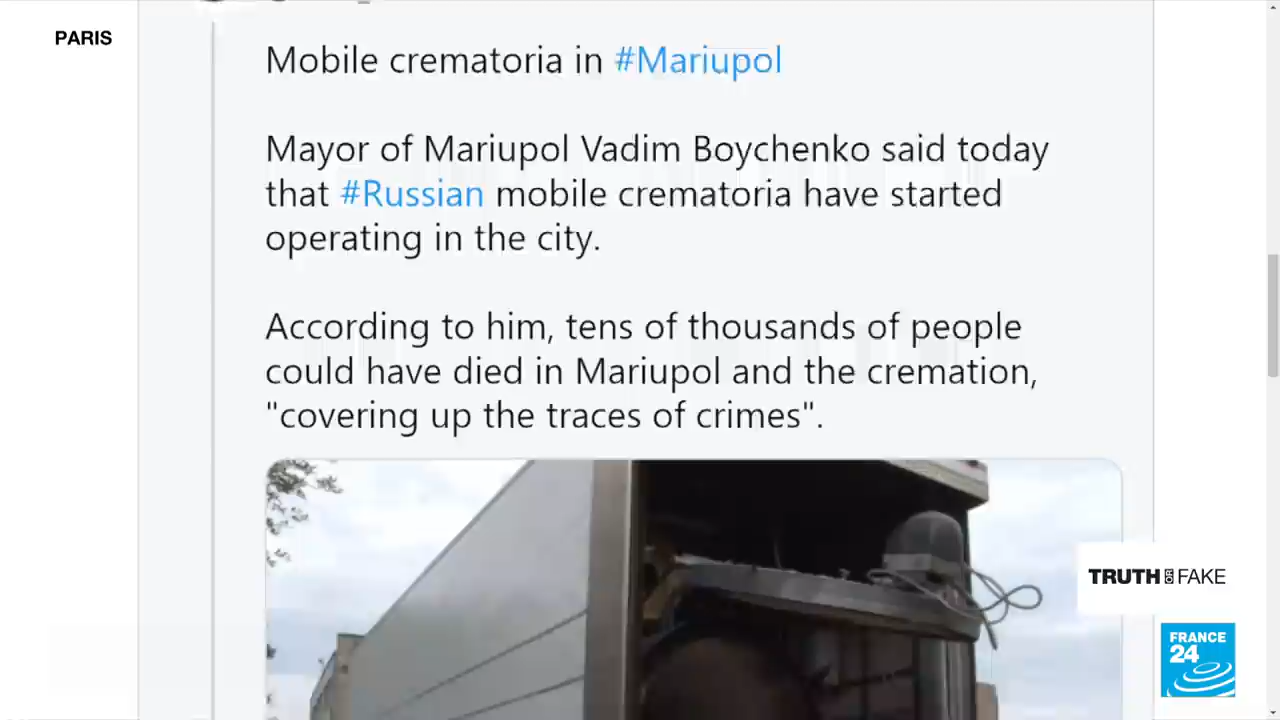 PARIS
Mobile crematoria in #Mariupol
Mayor of Mariupol Vadim Boychenko said today
that #Russian mobile crematoria have started
operating in the city.
According to him, tens of thousands of people
could have died in Mariupol and the cremation,
"covering up the traces of crimes".
TRUTH OR FAKE
FRANCE
24